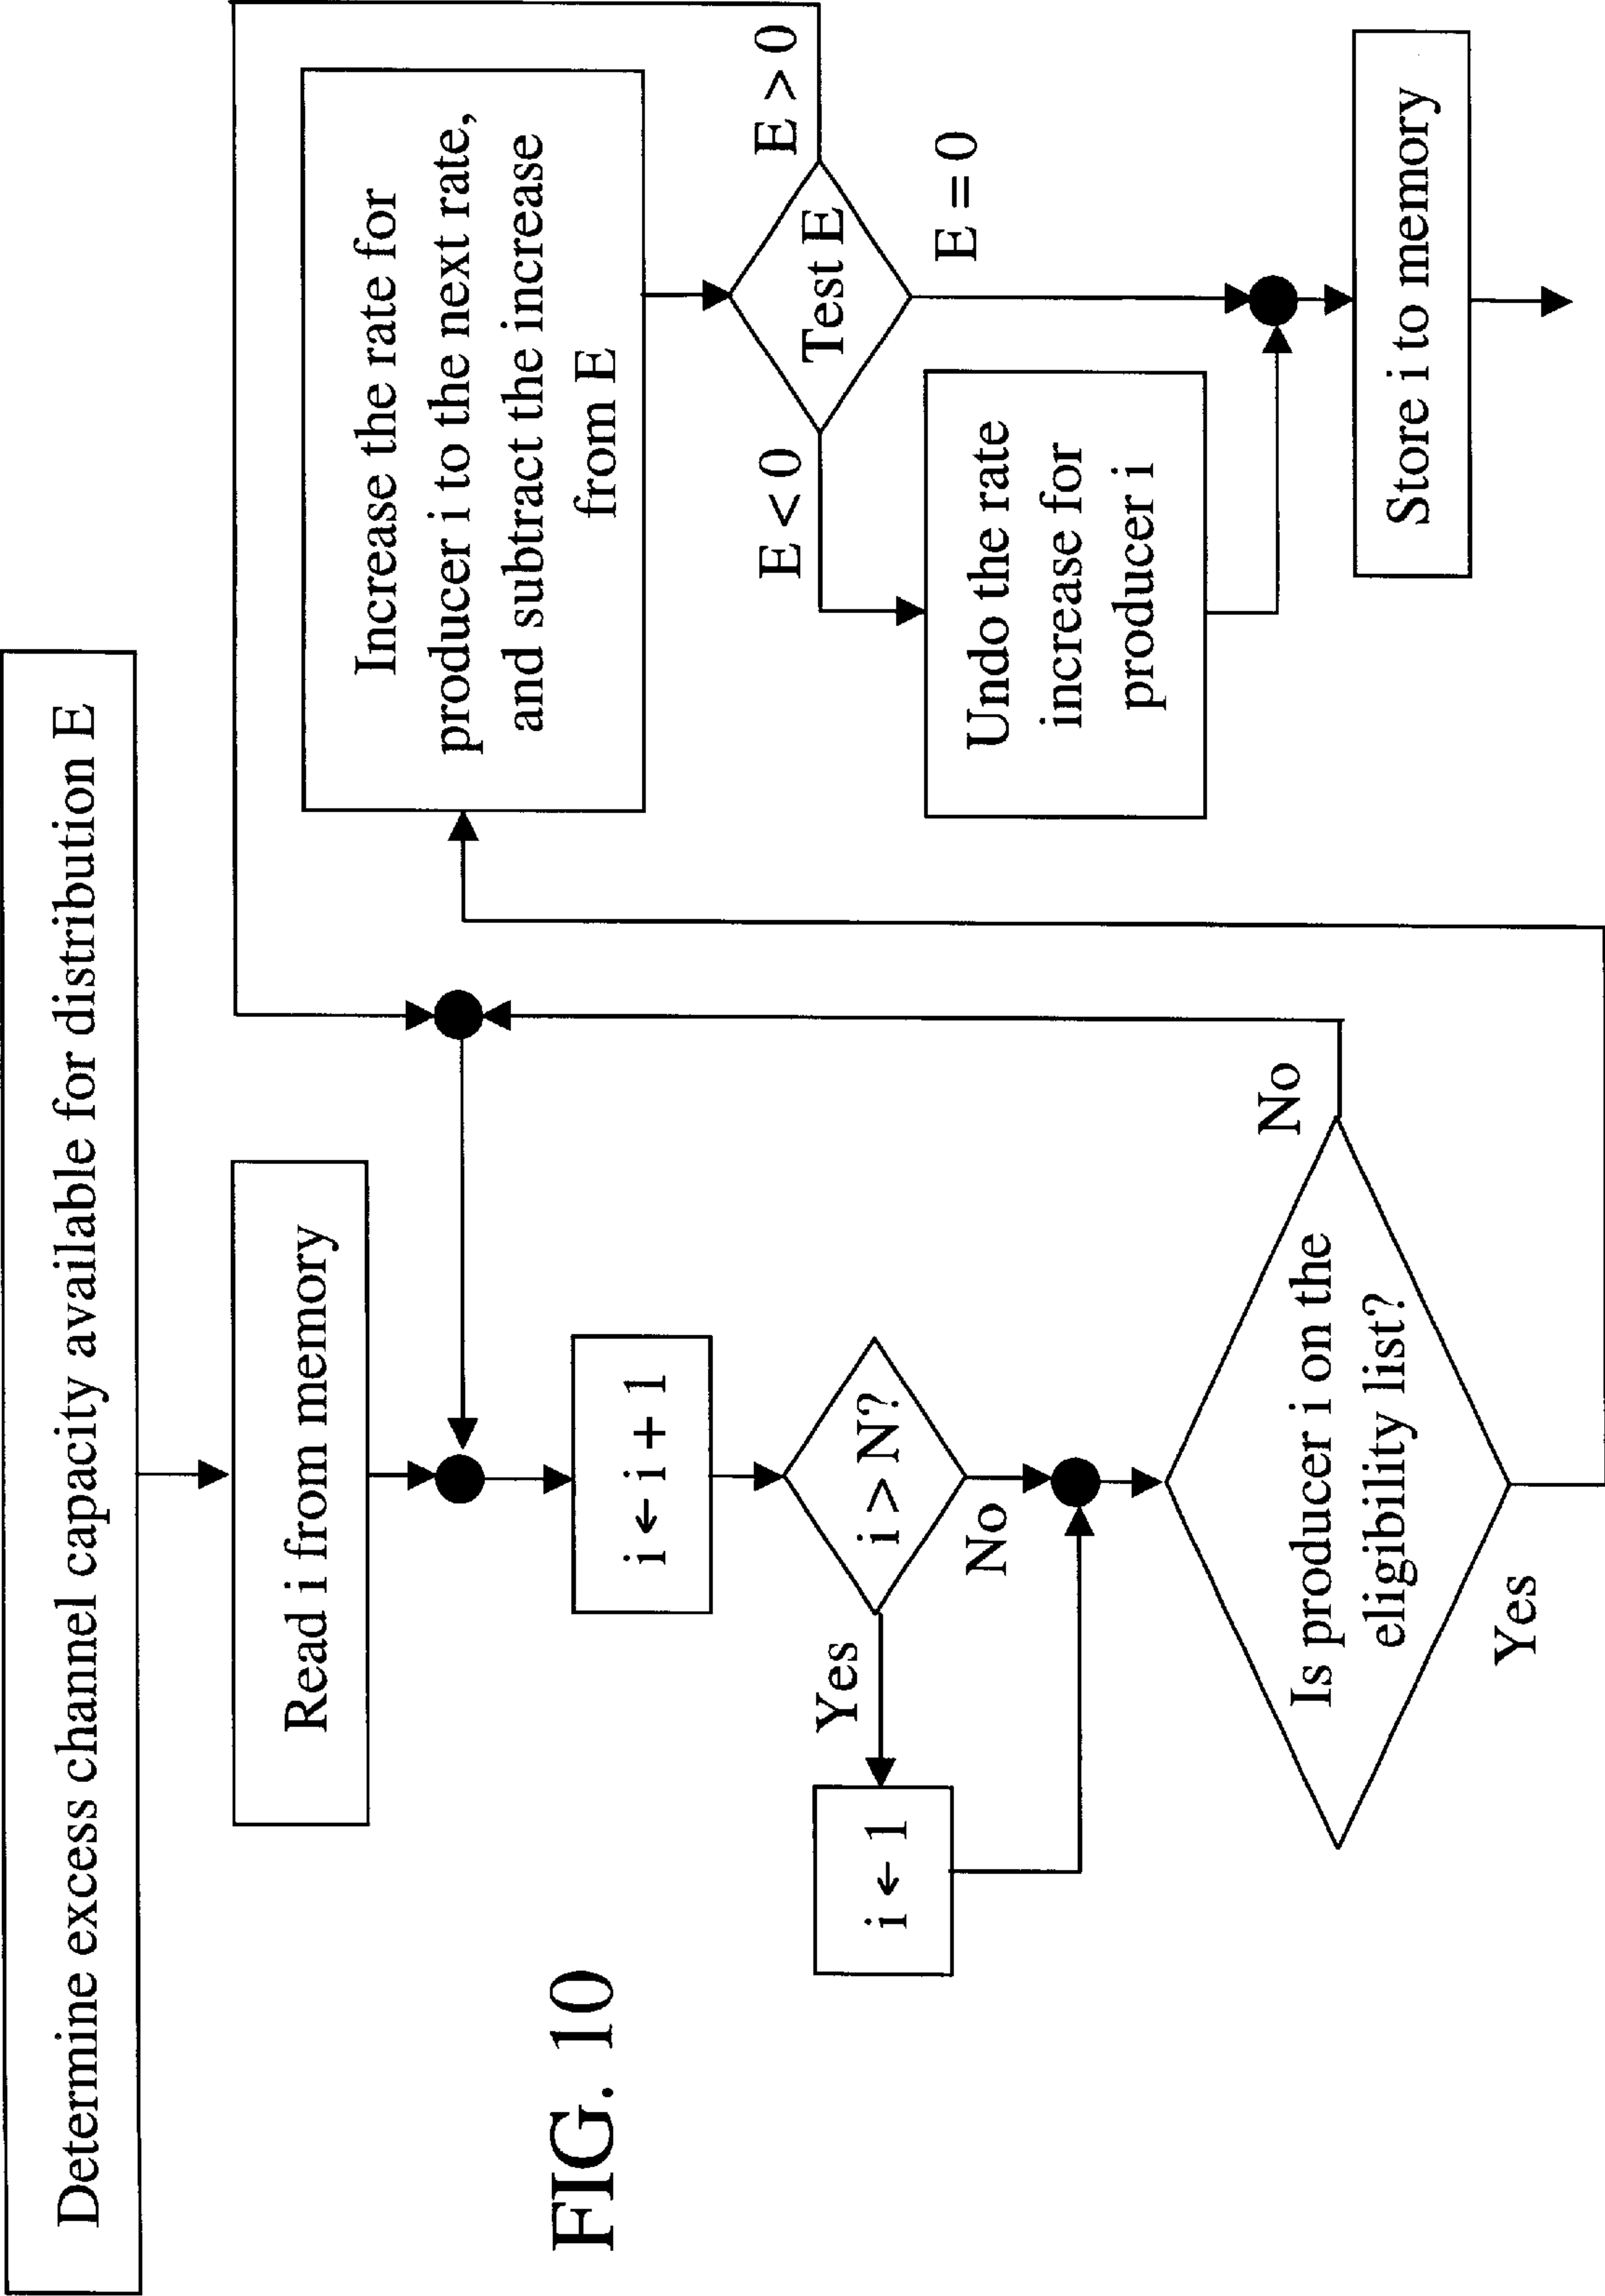 Determine excess channel capacity available for distribution E
Read i from memory
i ← i + 1
i > N?
Yes
No
i ← 1
Is producer i on the
eligibility list?
No
Yes
Increase the rate for
producer i to the next rate,
and subtract the increase
from E
Test E
E > 0
E < 0
E = 0
Undo the rate
increase for
producer i
Store i to memory
FIG. 10